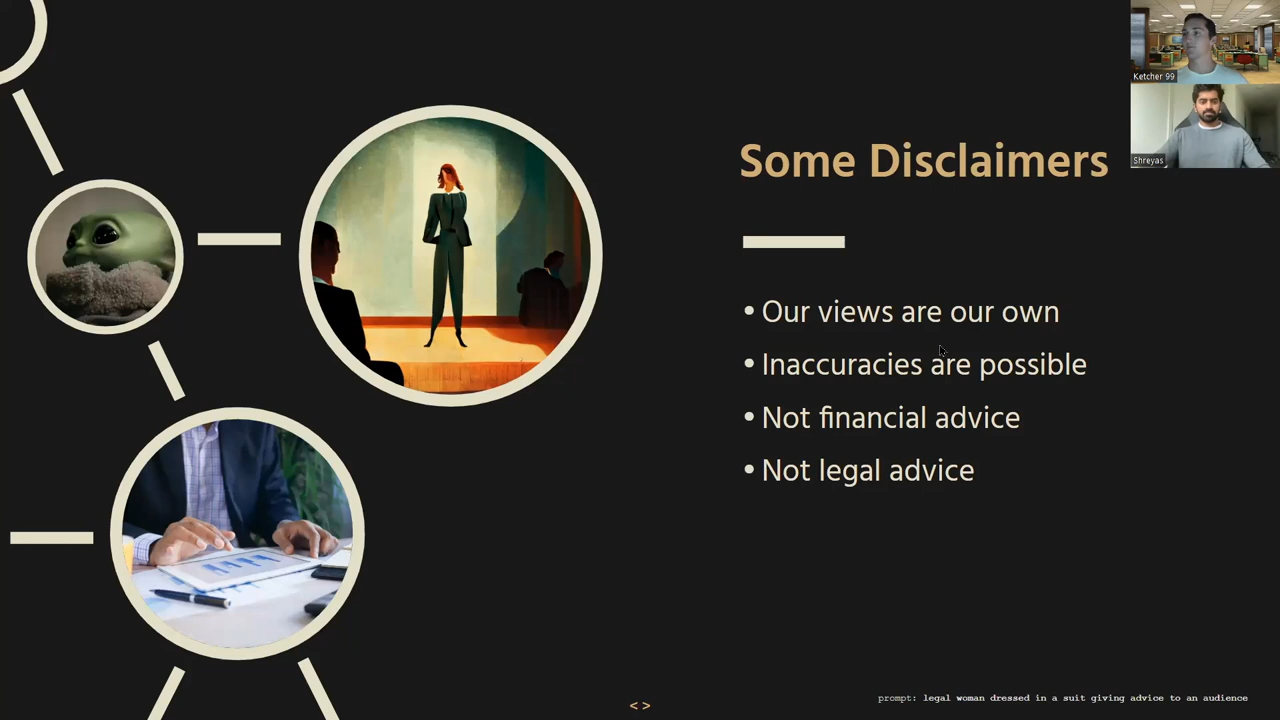 Ketcher 99
Shreyas
Some Disclaimers
• Our views are our own
• Inaccuracies are possible
• Not financial advice
• Not legal advice
< >
prompt: legal woman dressed in a suit giving advice to an audience